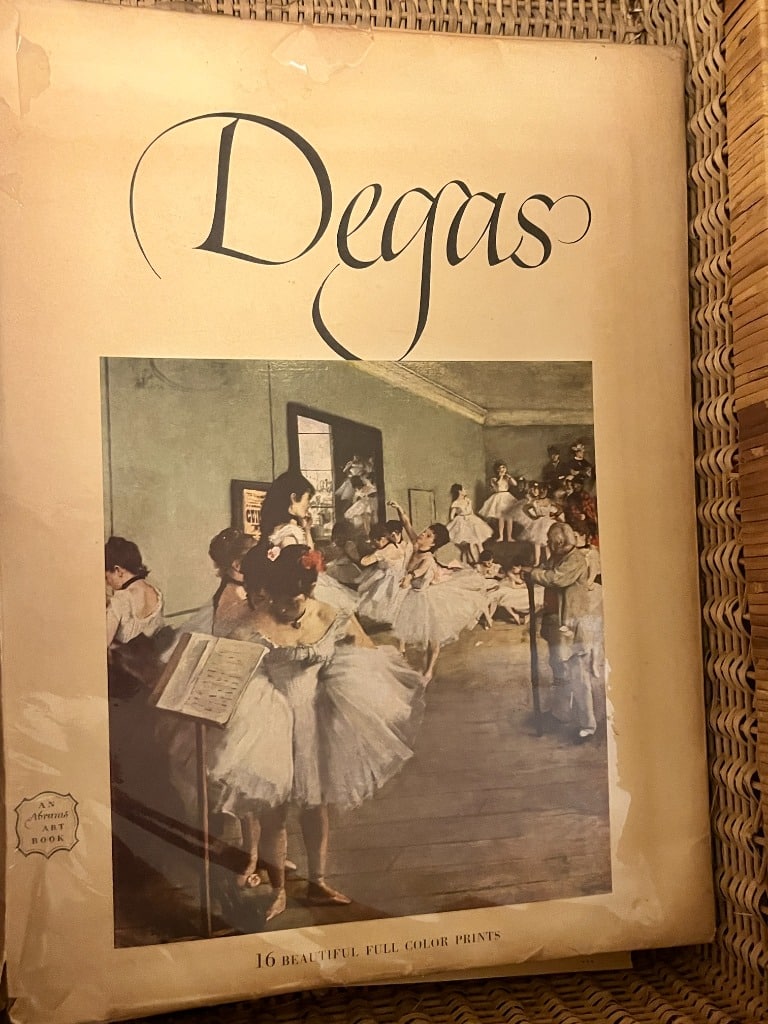 Degas
AN
Abrams
ART
BOOK
16 BEAUTIFUL FULL COLOR PRINTS